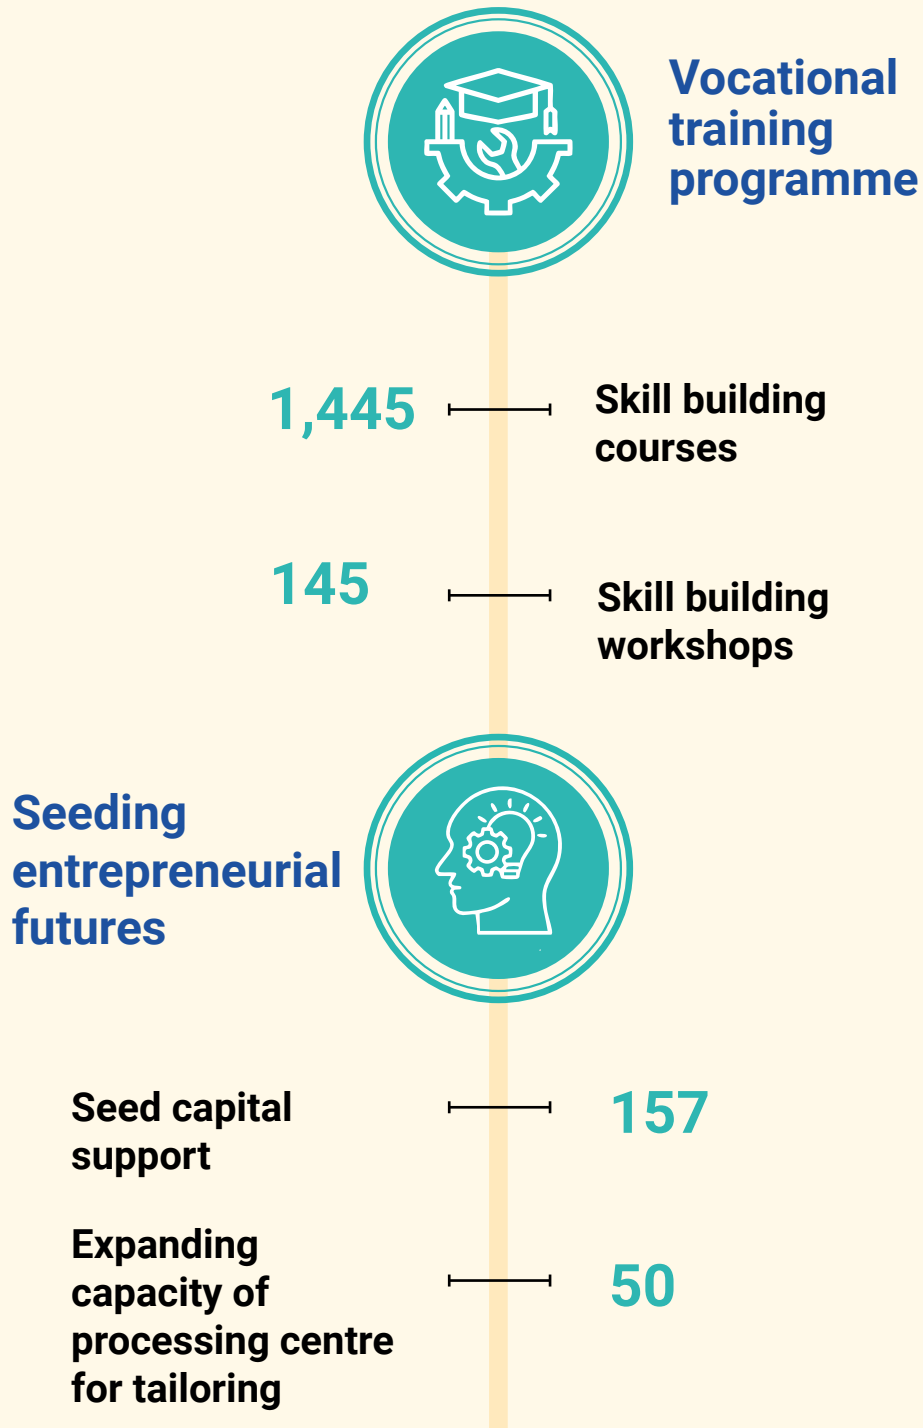 Vocational
training
programme
1,445
Skill building
courses
145
Skill building
workshops
Seeding
entrepreneurial
futures
Seed capital
support
157
Expanding
capacity of
processing centre
for tailoring
50